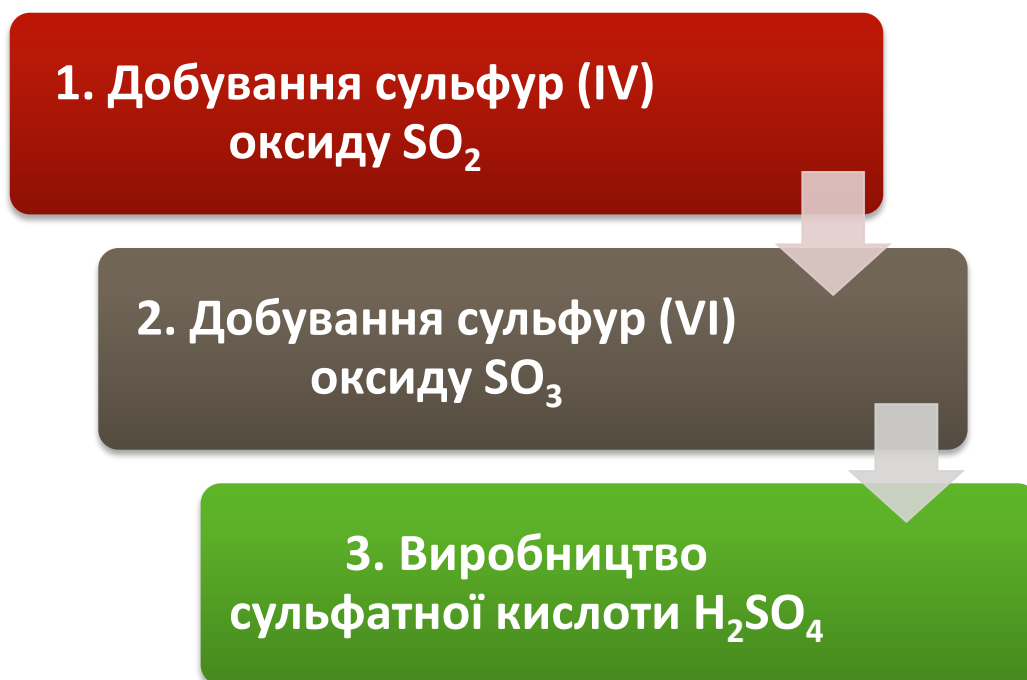 1. Добування сульфур (IV)
оксиду SO₂
2. Добування сульфур (VI)
оксиду SO₃
3. Виробництво
сульфатної кислоти H₂SO₄